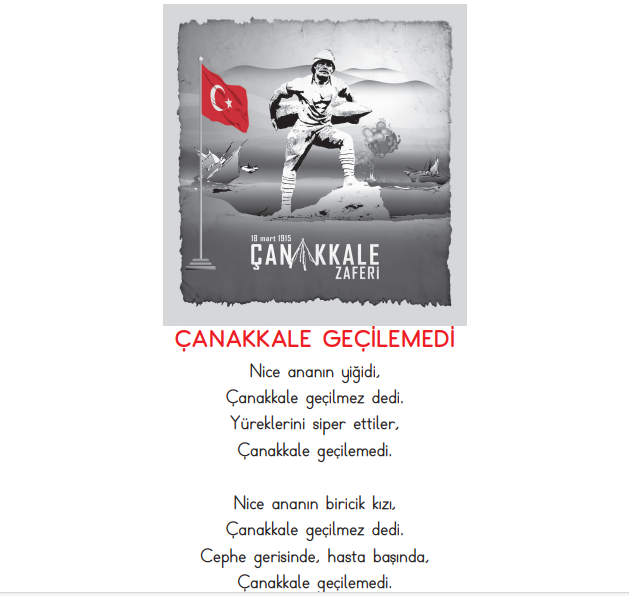 18 mart 1915
ÇANAKKALE
ZAFERİ
ÇANAKKALE GEÇİLEMEDİ
Nice ananın yiğidi,
Çanakkale geçilmez dedi.
Yüreklerini siper ettiler,
Çanakkale geçilemedi.
Nice ananın biricik kızı,
Çanakkale geçilmez dedi.
Cephe gerisinde, hasta başında,
Çanakkale geçilemedi.